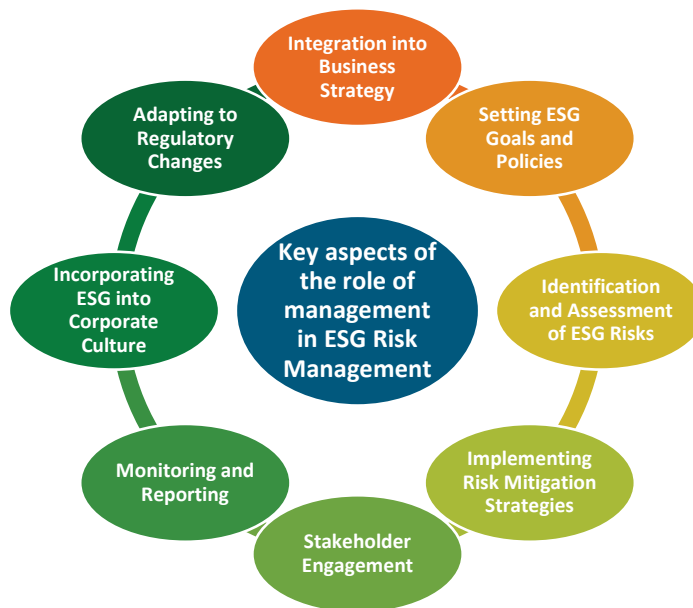 Integration into
Business
Strategy
Setting ESG
Goals and
Policies
Identification
and Assessment
of ESG Risks
Implementing
Risk Mitigation
Strategies
Stakeholder
Engagement
Monitoring and
Reporting
Incorporating
ESG into
Corporate
Culture
Adapting to
Regulatory
Changes
Key aspects of
the role of
management
in ESG Risk
Management